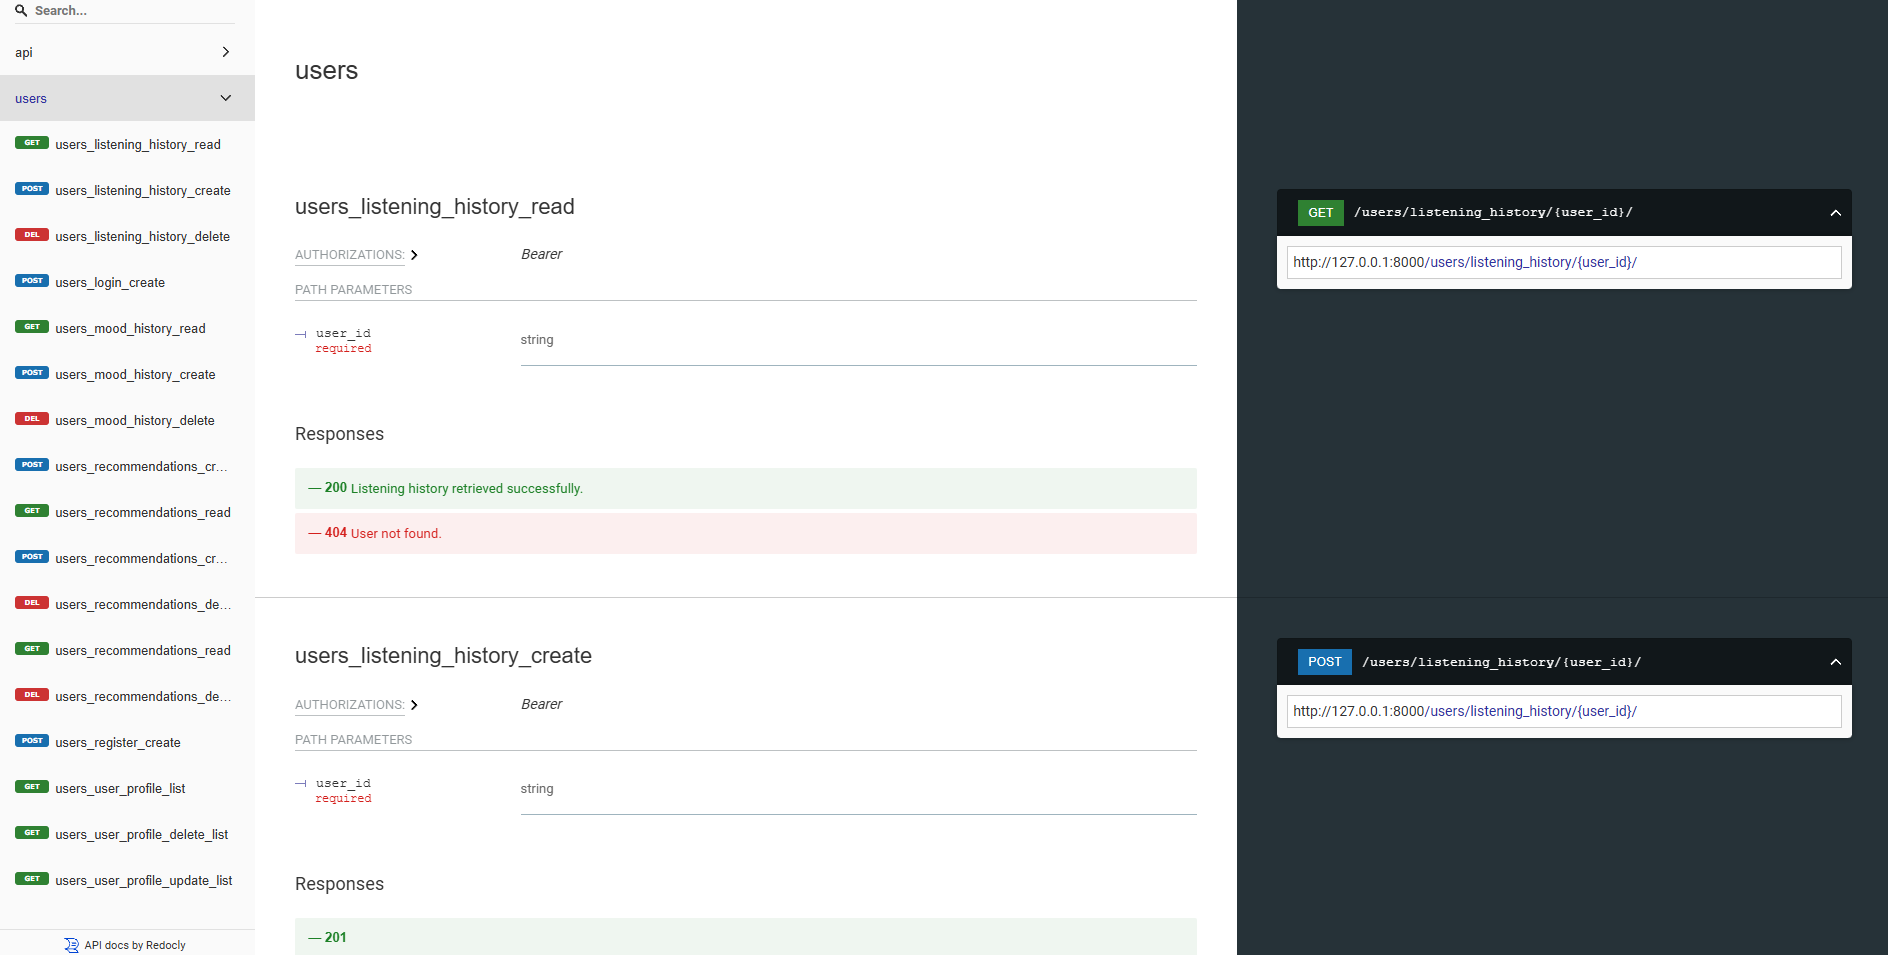 Search...
api
users
GET users_listening_history_read
POST users_listening_history_create
DEL users_listening_history_delete
POST users_login_create
GET users_mood_history_read
POST users_mood_history_create
DEL users_mood_history_delete
POST users_recommendations_cr...
GET users_recommendations_read
POST users_recommendations_cr...
DEL users_recommendations_de...
GET users_recommendations_read
DEL users_recommendations_de...
POST users_register_create
GET users_user_profile_list
GET users_user_profile_delete_list
GET users_user_profile_update_list
API docs by Redocly
users
users_listening_history_read
AUTHORIZATIONS: Bearer
PATH PARAMETERS
user_id string
required
Responses
— 200 Listening history retrieved successfully.
— 404 User not found.
GET /users/listening_history/{user_id}/
http://127.0.0.1:8000/users/listening_history/{user_id}/
users_listening_history_create
AUTHORIZATIONS: Bearer
PATH PARAMETERS
user_id string
required
Responses
— 201
POST /users/listening_history/{user_id}/
http://127.0.0.1:8000/users/listening_history/{user_id}/